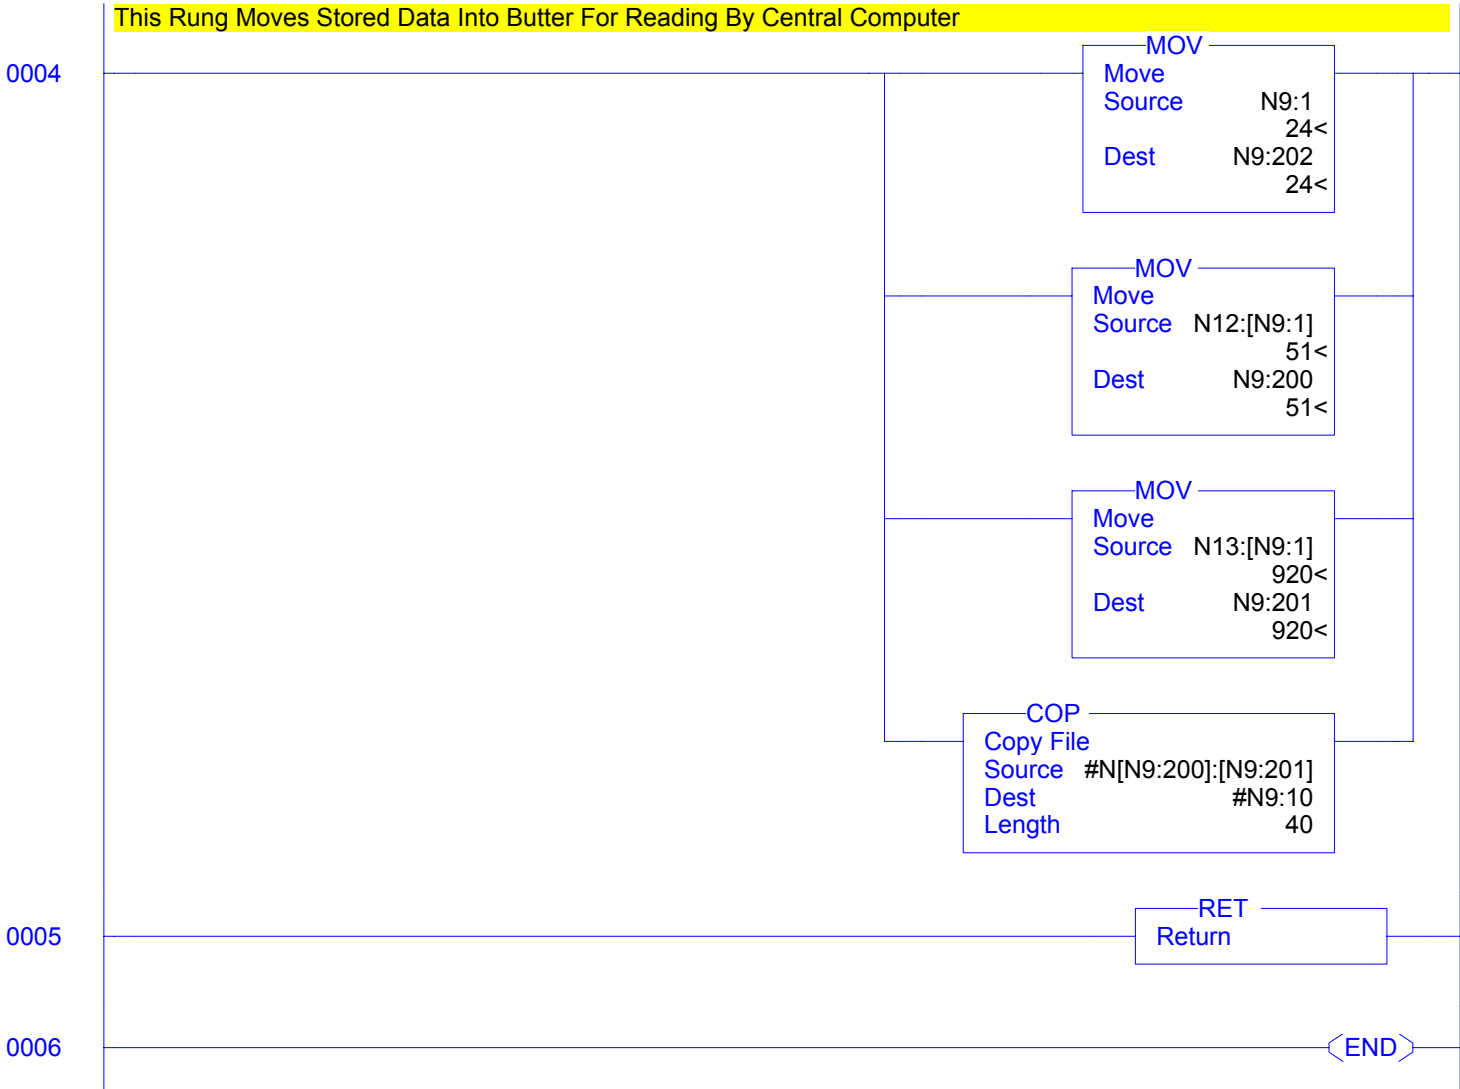 This Rung Moves Stored Data Into Butter For Reading By Central Computer
0004
MOV
Move
Source N9:1
24<
Dest N9:202
24<
MOV
Move
Source N12:[N9:1]
51<
Dest N9:200
51<
MOV
Move
Source N13:[N9:1]
920<
Dest N9:201
920<
COP
Copy File
Source #N[N9:200]:[N9:201]
Dest #N9:10
Length 40
0005
RET
Return
0006
END